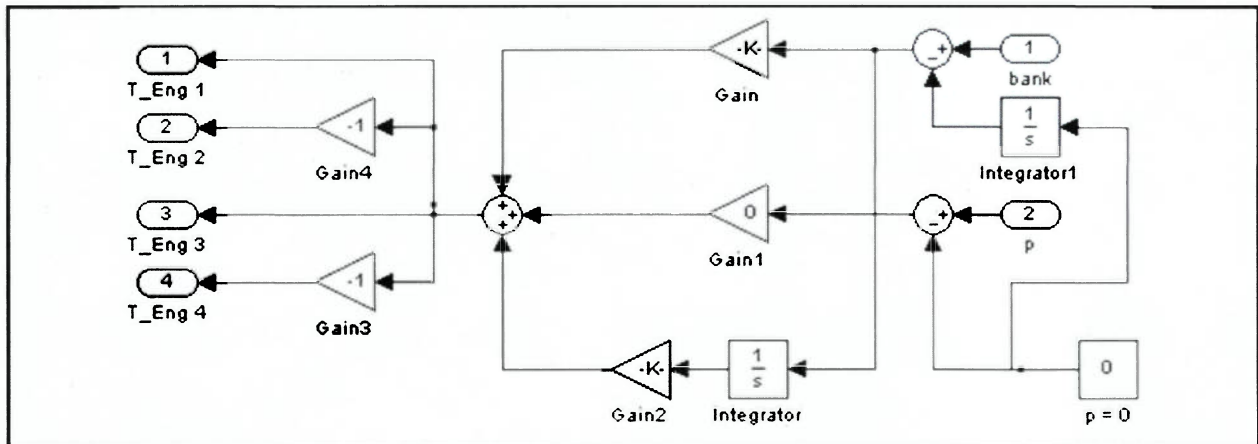 1
T_Eng 1
2
T_Eng 2
-1
Gain4
3
T_Eng 3
4
T_Eng 4
-1
Gain3
+
+
+
-K-
Gain
0
Gain1
-K-
Gain2
1
s
Integrator
+
−
1
bank
1
s
Integrator1
+
−
2
p
0
p = 0